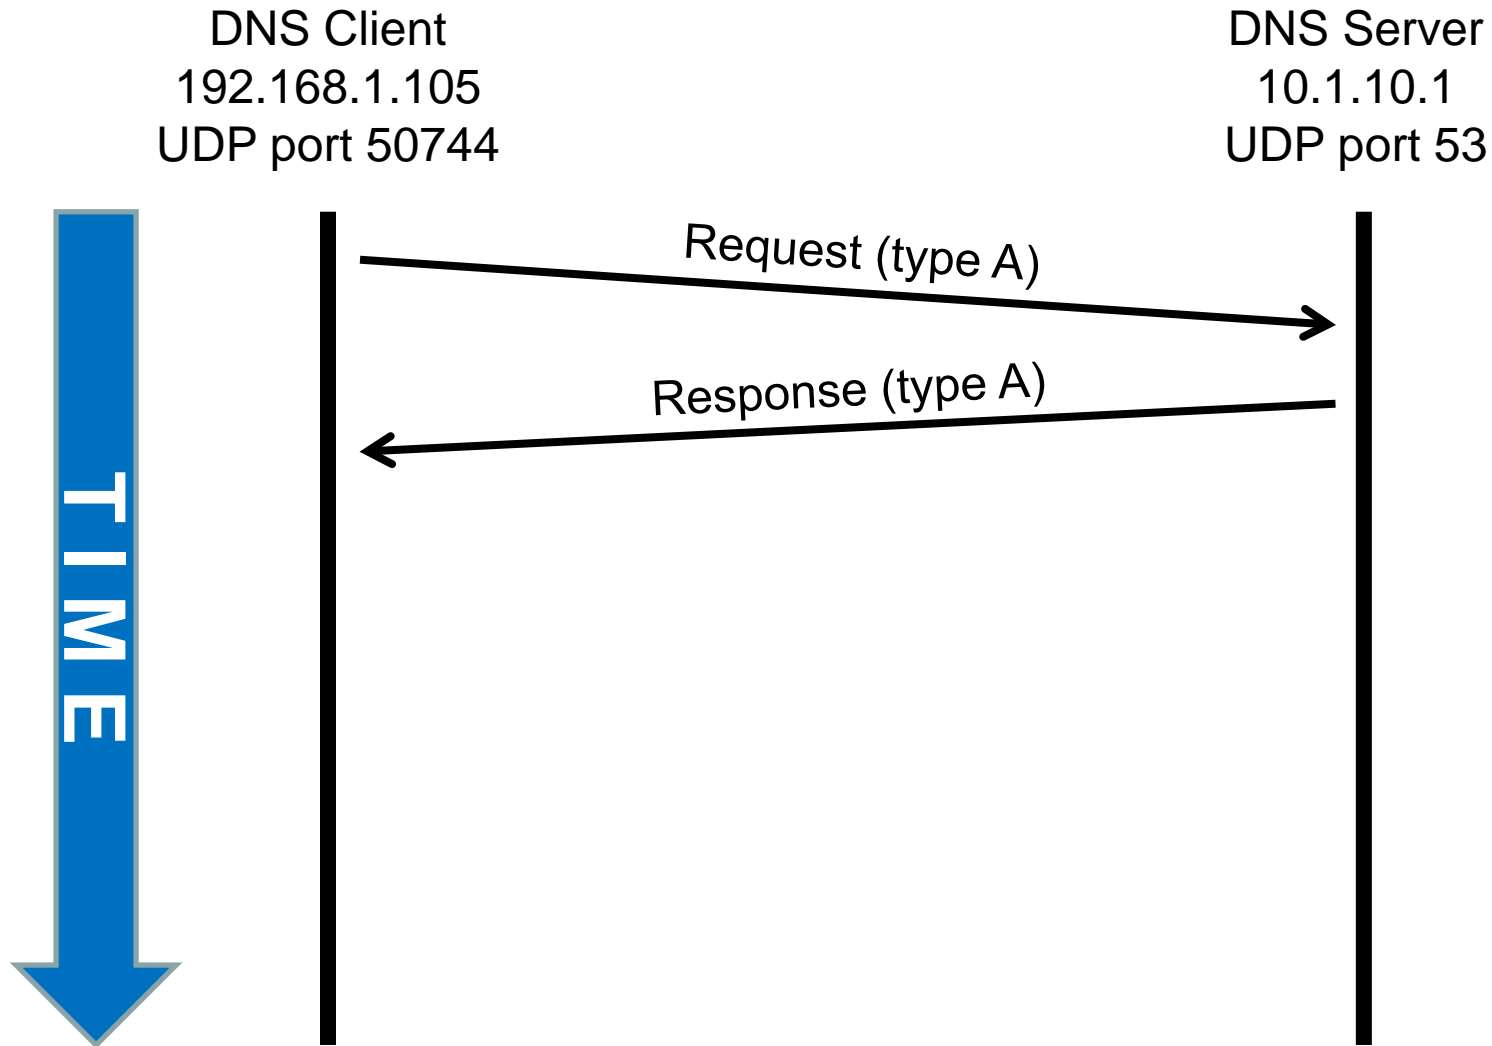 DNS Client
192.168.1.105
UDP port 50744
DNS Server
10.1.10.1
UDP port 53
Request (type A)
Response (type A)
TIME